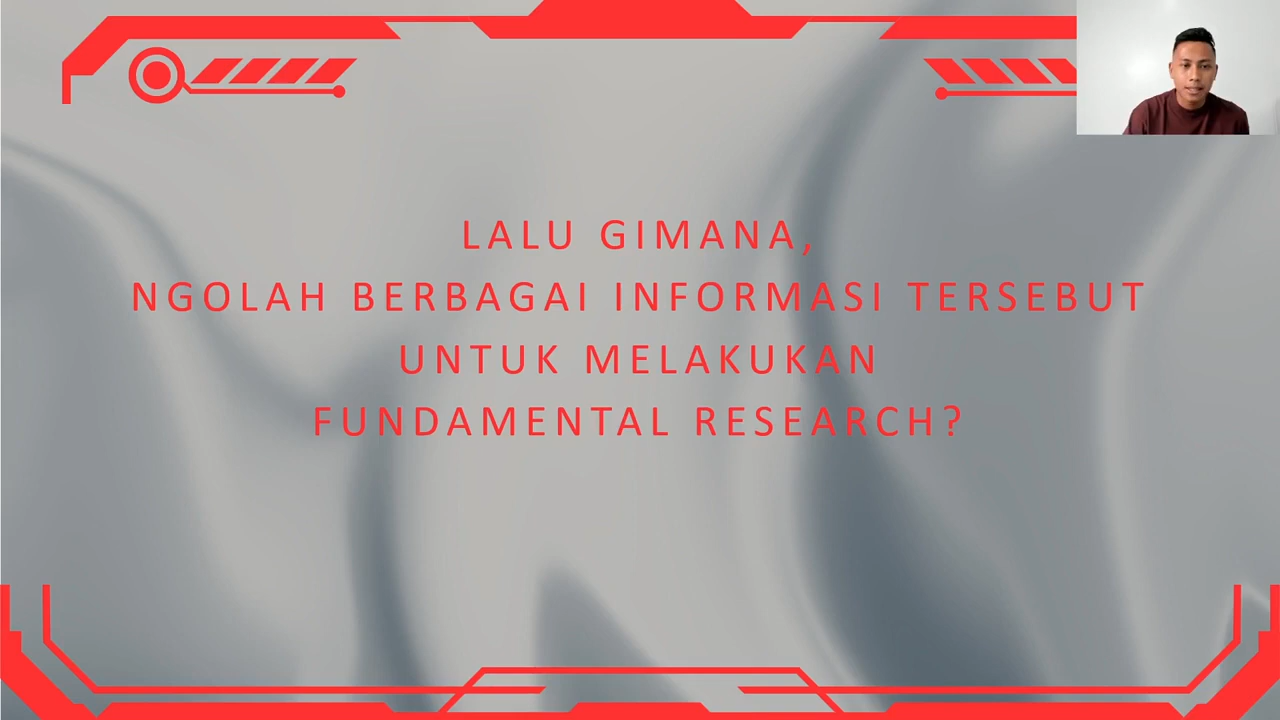 LALU GIMANA,
NGOLAH BERBAGAI INFORMASI TERSEBUT
UNTUK MELAKUKAN
FUNDAMENTAL RESEARCH?